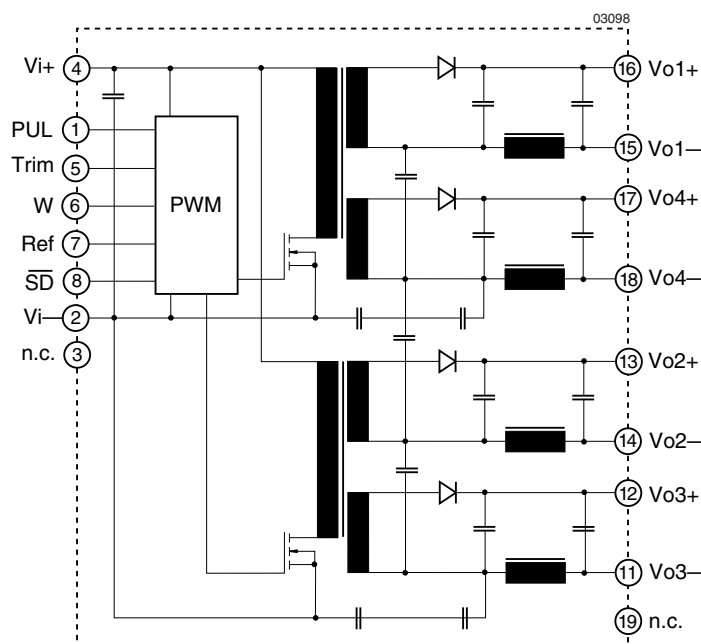 03098
Vi+ 4
16 Vo1+
PUL 1
15 Vo1—
Trim 5
W 6
PWM
17 Vo4+
Ref 7
SD 8
18 Vo4—
Vi— 2
n.c. 3
13 Vo2+
14 Vo2—
12 Vo3+
11 Vo3—
19 n.c.